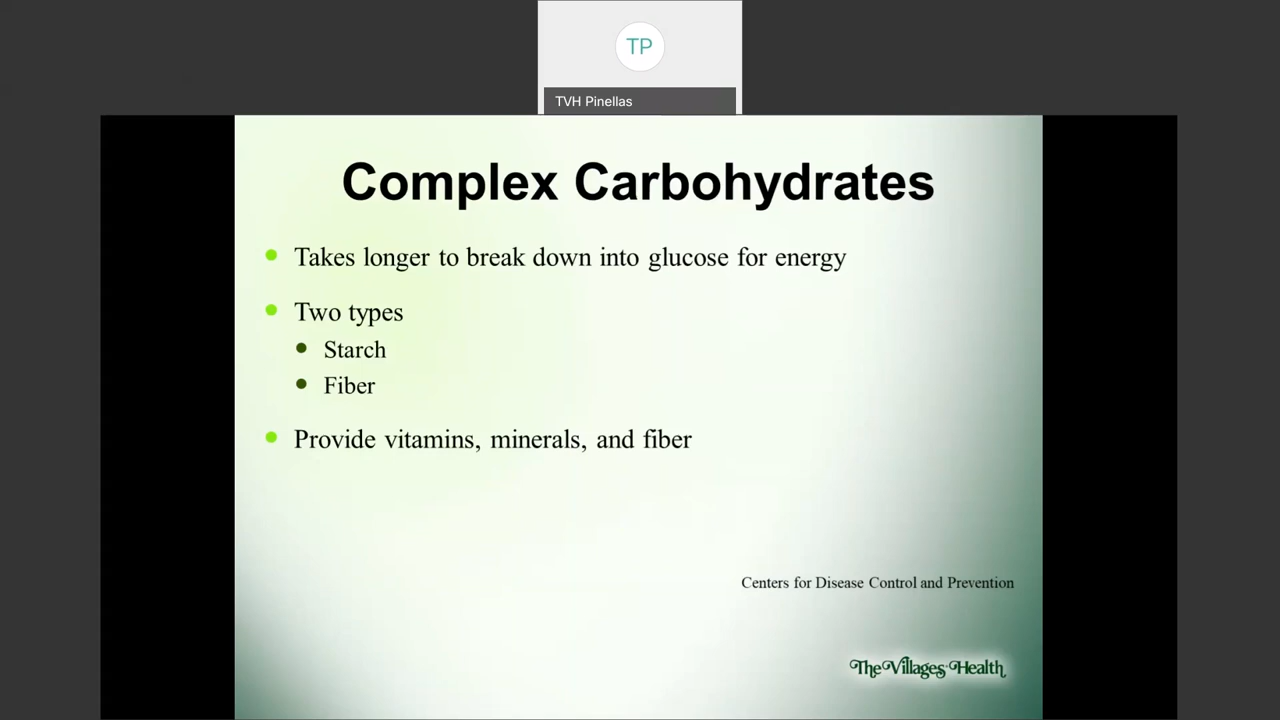 TP
TVH Pinellas
Complex Carbohydrates
Takes longer to break down into glucose for energy
Two types
Starch
Fiber
Provide vitamins, minerals, and fiber
Centers for Disease Control and Prevention
The Villages Health